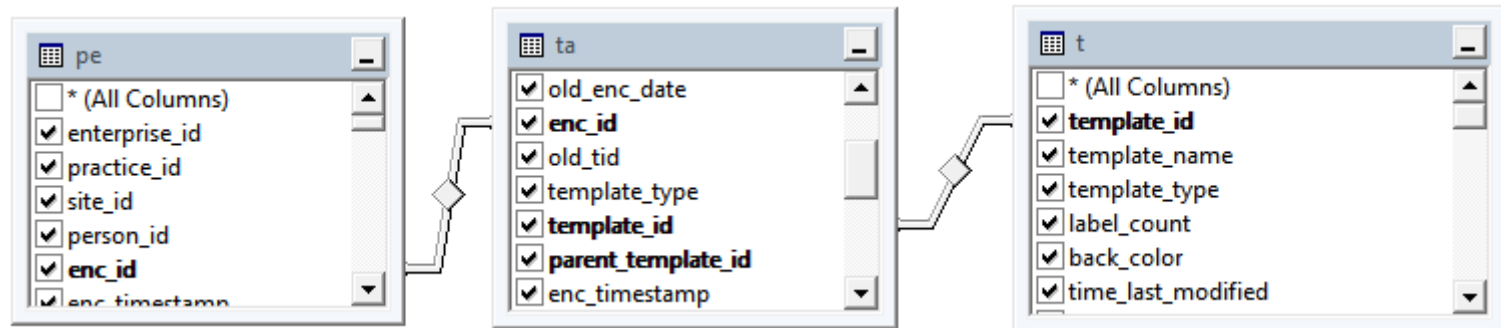 pe
* (All Columns)
enterprise_id
practice_id
site_id
person_id
enc_id
enc_timestamp
ta
old_enc_date
enc_id
old_tid
template_type
template_id
parent_template_id
enc_timestamp
t
* (All Columns)
template_id
template_name
template_type
label_count
back_color
time_last_modified